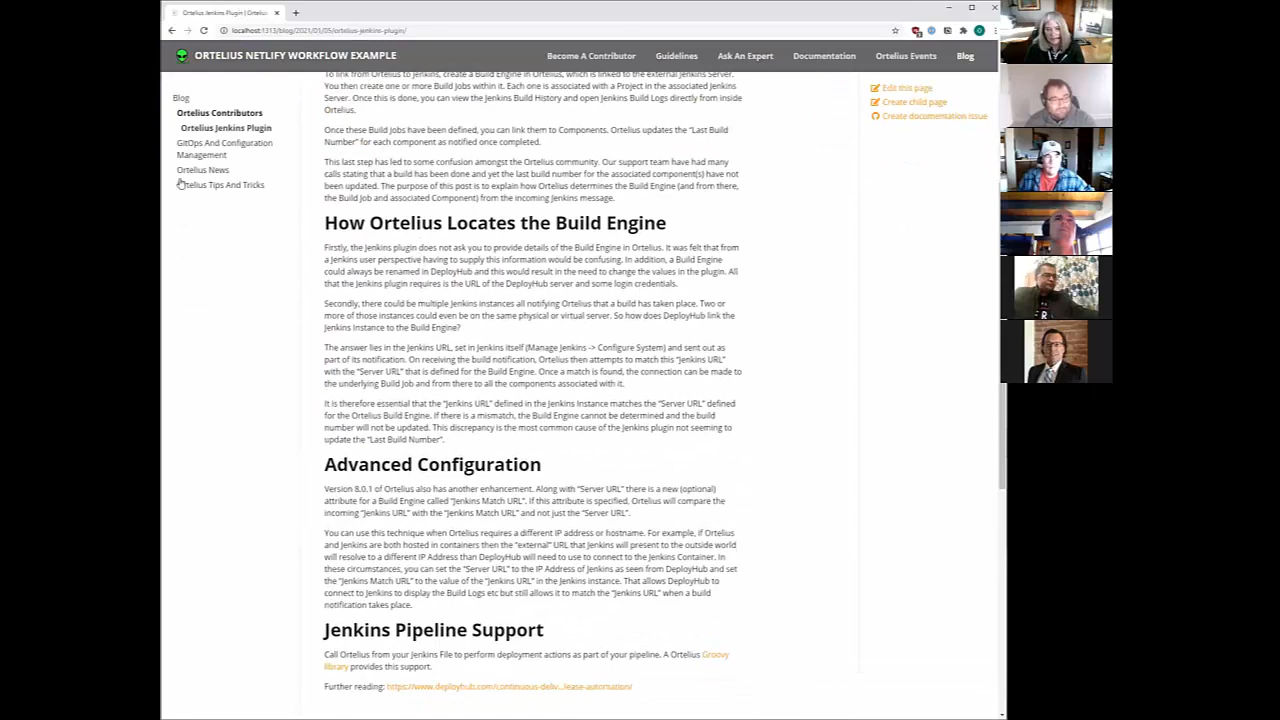 Ortelius Jenkins Plugin | Ortelius
localhost:1313/blog/2021/01/05/ortelius-jenkins-plugin/
ORTELIUS NETLIFY WORKFLOW EXAMPLE
Become A Contributor
Guidelines
Ask An Expert
Documentation
Ortelius Events
Blog
Blog
Ortelius Contributors
Ortelius Jenkins Plugin
GitOps And Configuration
Management
Ortelius News
Ortelius Tips And Tricks
To link from Ortelius to Jenkins, create a Build Engine in Ortelius, which is linked to the external Jenkins Server.
You then create one or more Build Jobs within it. Each one is associated with a Project in the associated Jenkins
Server. Once this is done, you can view the Jenkins Build History and open Jenkins Build Logs directly from inside
Ortelius.
Once these Build Jobs have been defined, you can link them to Components. Ortelius updates the “Last Build
Number” for each component as notified once completed.
This last step has led to some confusion amongst the Ortelius community. Our support team have had many
calls stating that a build has been done and yet the last build number for the associated component(s) have not
been updated. The purpose of this post is to explain how Ortelius determines the Build Engine (and from there,
the Build Job and associated Component) from the incoming Jenkins message.
How Ortelius Locates the Build Engine
Firstly, the Jenkins plugin does not ask you to provide details of the Build Engine in Ortelius. It was felt that from
a Jenkins user perspective having to supply this information would be confusing. In addition, a Build Engine
could always be renamed in DeployHub and this would result in the need to change the values in the plugin. All
that the Jenkins plugin requires is the URL of the DeployHub server and some login credentials.
Secondly, there could be multiple Jenkins instances all notifying Ortelius that a build has taken place. Two or
more of those instances could even be on the same physical or virtual server. So how does DeployHub link the
Jenkins Instance to the Build Engine?
The answer lies in the Jenkins URL, set in Jenkins itself (Manage Jenkins -> Configure System) and sent out as
part of its notification. On receiving the build notification, Ortelius then attempts to match this “Jenkins URL”
with the “Server URL” that is defined for the Build Engine. Once a match is found, the connection can be made to
the underlying Build Job and from there to all the components associated with it.
It is therefore essential that the “Jenkins URL” defined in the Jenkins Instance matches the “Server URL” defined
for the Ortelius Build Engine. If there is a mismatch, the Build Engine cannot be determined and the build
number will not be updated. This discrepancy is the most common cause of the Jenkins plugin not seeming to
update the “Last Build Number”.
Advanced Configuration
Version 8.0.1 of Ortelius also has another enhancement. Along with “Server URL” there is a new (optional)
attribute for a Build Engine called “Jenkins Match URL”. If this attribute is specified, Ortelius will compare the
incoming “Jenkins URL” with the “Jenkins Match URL” and not just the “Server URL”.
You can use this technique when Ortelius requires a different IP address or hostname. For example, if Ortelius
and Jenkins are both hosted in containers then the “external” URL that Jenkins will present to the outside world
will resolve to a different IP Address than DeployHub will need to use to connect to the Jenkins Container. In
these circumstances, you can set the “Server URL” to the IP Address of Jenkins as seen from DeployHub and set
the “Jenkins Match URL” to the value of the “Jenkins URL” in the Jenkins instance. That allows DeployHub to
connect to Jenkins to display the Build Logs etc but still allows it to match the “Jenkins URL” when a build
notification takes place.
Jenkins Pipeline Support
Call Ortelius from your Jenkins File to perform deployment actions as part of your pipeline. A Ortelius Groovy
library provides this support.
Further reading: https://www.deployhub.com/continuous-deliv...lease-automation/
Edit this page
Create child page
Create documentation issue